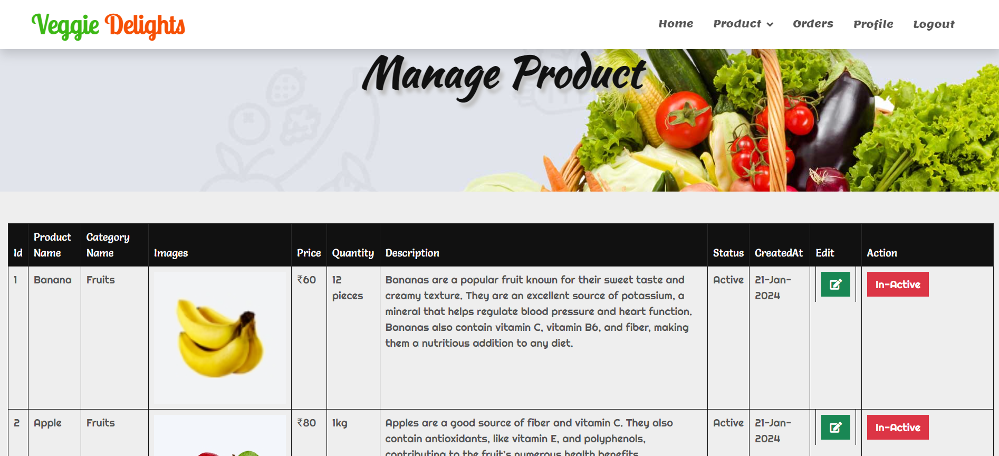 Veggie Delights
Home Product Orders Profile Logout
Manage Product
Id Product Name Category Name Images Price Quantity Description Status CreatedAt Edit Action
1 Banana Fruits ₹60 12 pieces
Bananas are a popular fruit known for their sweet taste and
creamy texture. They are an excellent source of potassium, a
mineral that helps regulate blood pressure and heart function.
Bananas also contain vitamin C, vitamin B6, and fiber, making
them a nutritious addition to any diet.
Active 21-Jan-2024 In-Active
2 Apple Fruits ₹80 1kg
Apples are a good source of fiber and vitamin C. They also
contain antioxidants, like vitamin E, and polyphenols,
contributing to the fruit's numerous health benefits.
Active 21-Jan-2024 In-Active